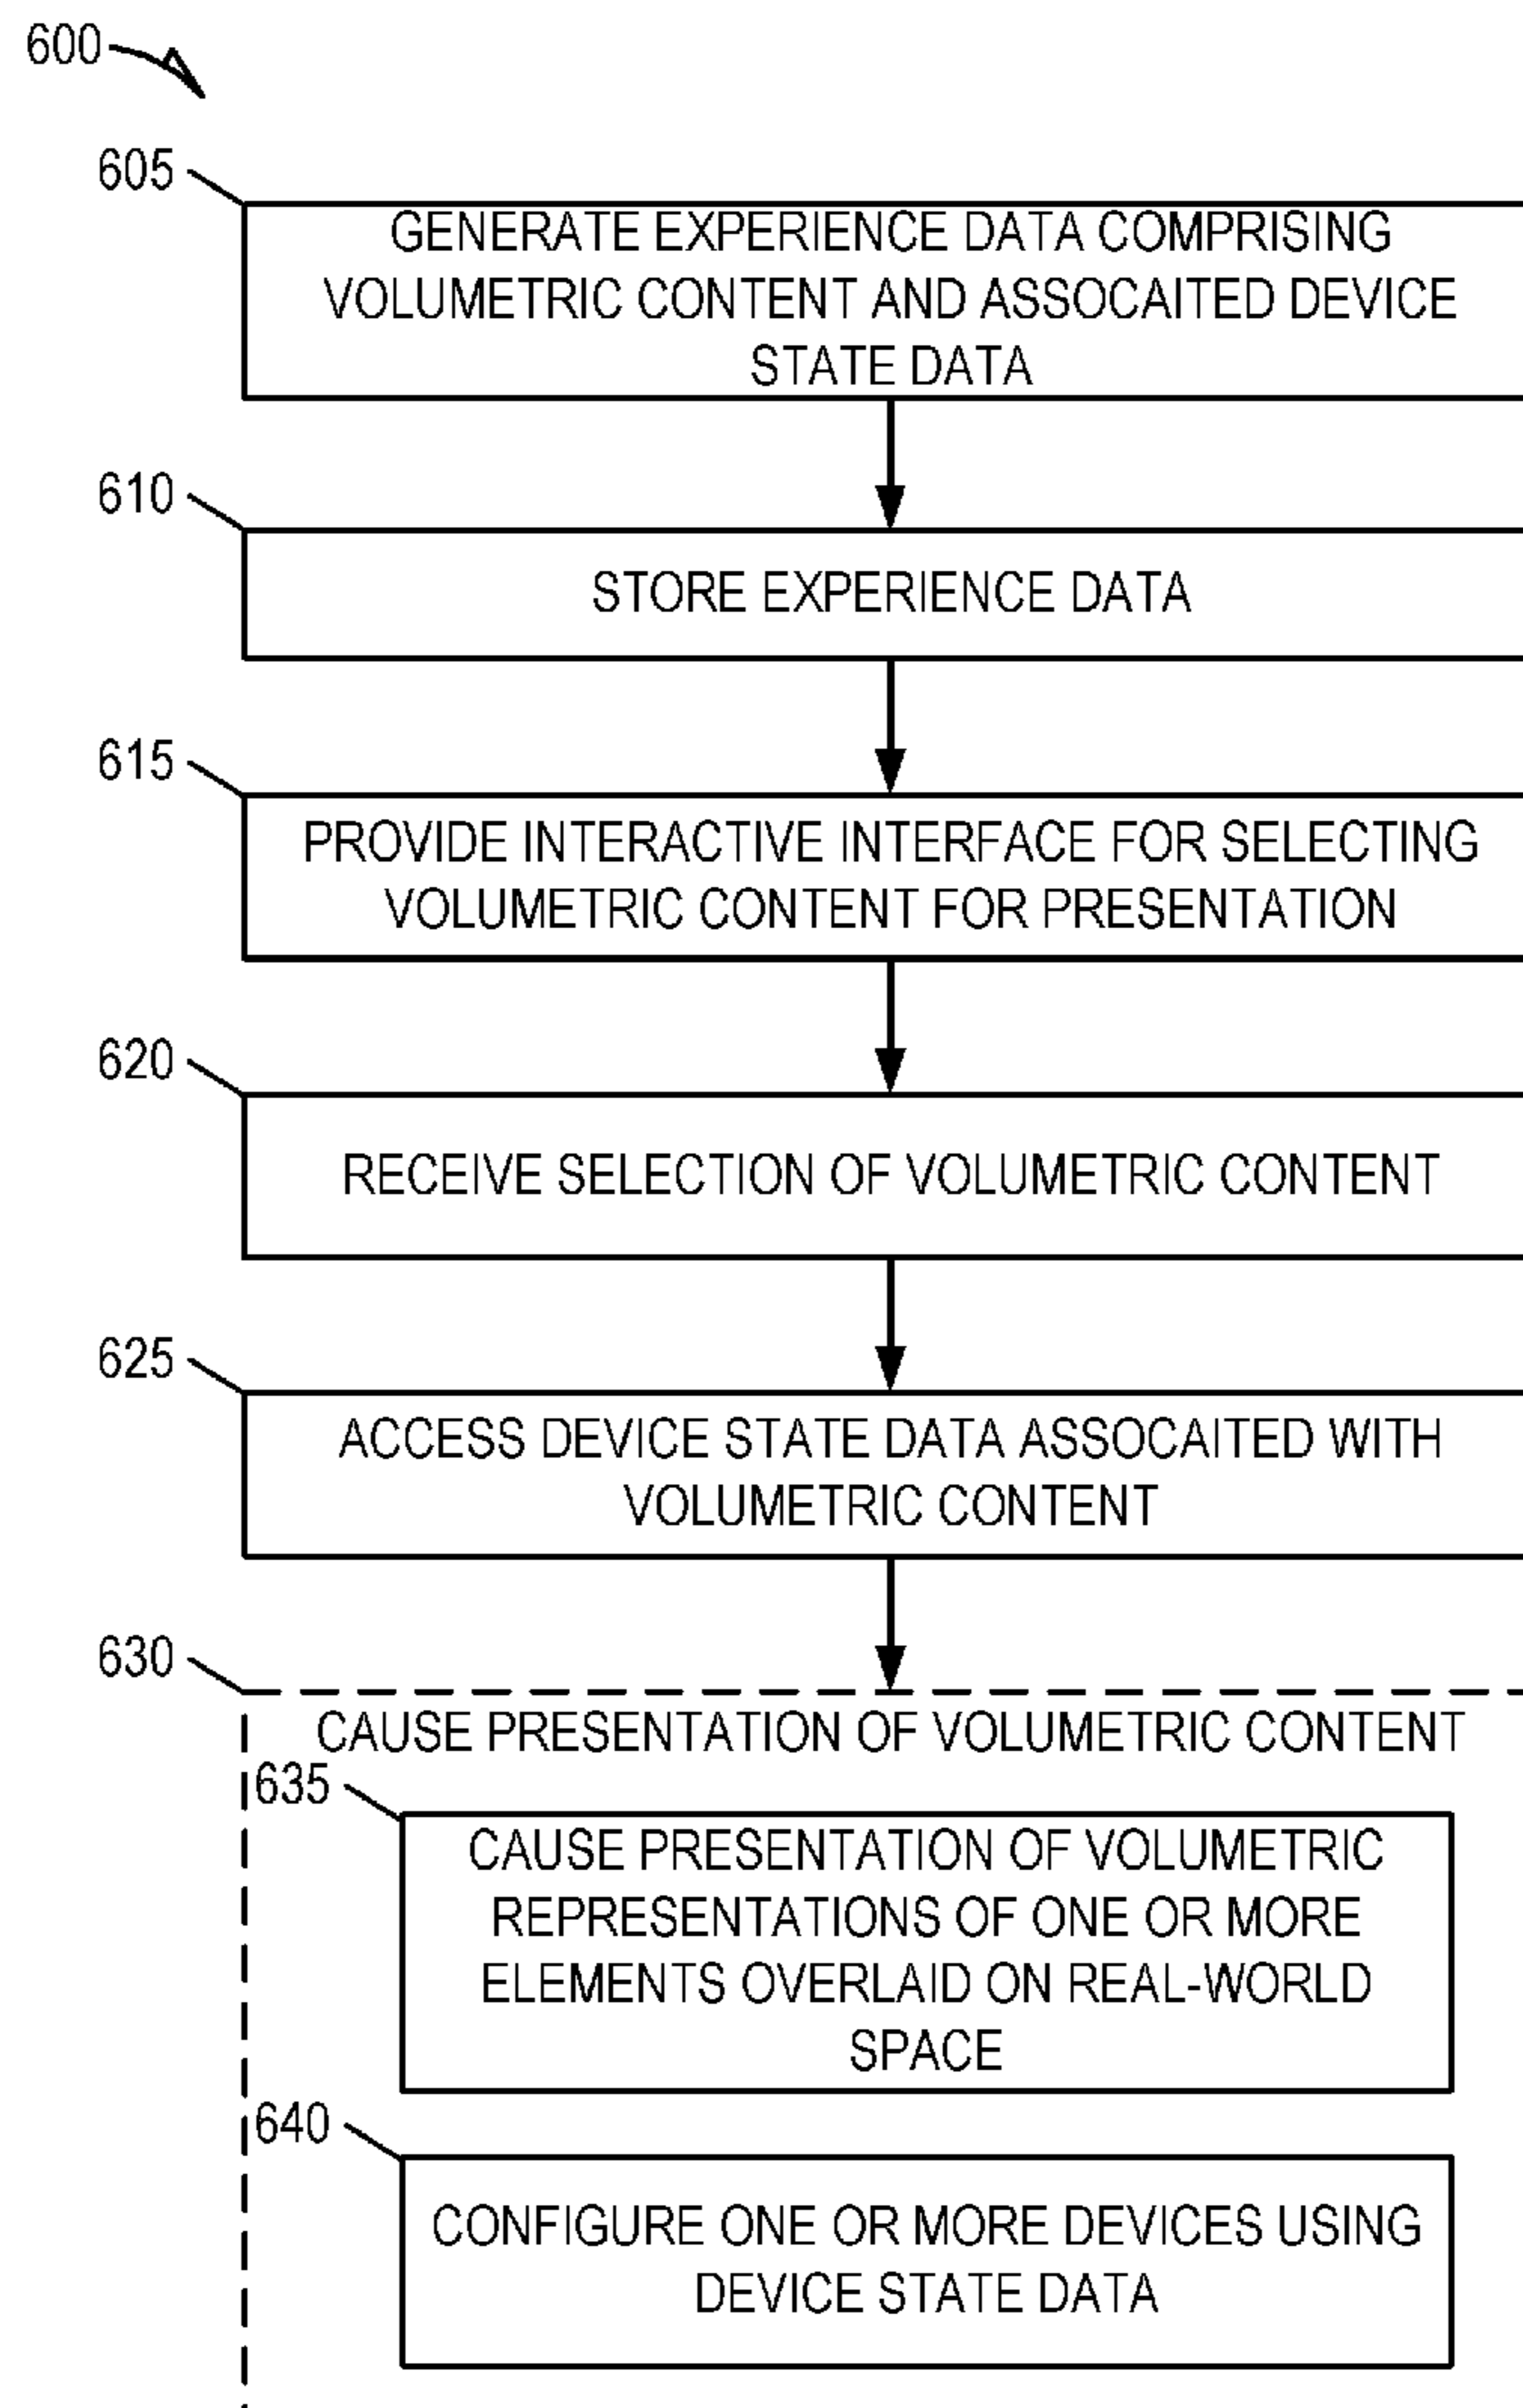 600
605
GENERATE EXPERIENCE DATA COMPRISING
VOLUMETRIC CONTENT AND ASSOCAITED DEVICE
STATE DATA
610
STORE EXPERIENCE DATA
615
PROVIDE INTERACTIVE INTERFACE FOR SELECTING
VOLUMETRIC CONTENT FOR PRESENTATION
620
RECEIVE SELECTION OF VOLUMETRIC CONTENT
625
ACCESS DEVICE STATE DATA ASSOCAITED WITH
VOLUMETRIC CONTENT
630
CAUSE PRESENTATION OF VOLUMETRIC CONTENT
635
CAUSE PRESENTATION OF VOLUMETRIC
REPRESENTATIONS OF ONE OR MORE
ELEMENTS OVERLAID ON REAL-WORLD
SPACE
640
CONFIGURE ONE OR MORE DEVICES USING
DEVICE STATE DATA